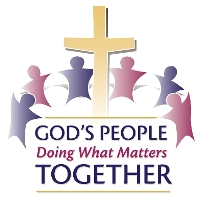 GOD'S PEOPLE
Doing What Matters
TOGETHER